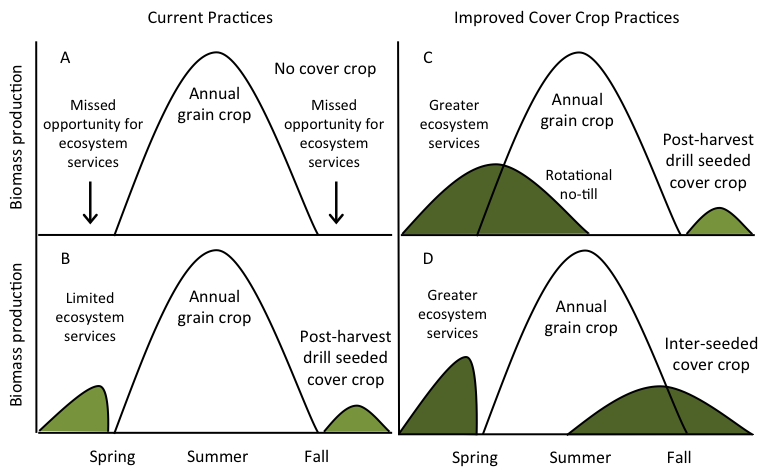 Current Practices
Improved Cover Crop Practices
Biomass production
A
Annual
grain crop
No cover crop
Missed
opportunity for
ecosystem
services
Missed
opportunity for
ecosystem
services
C
Greater
ecosystem
services
Annual
grain crop
Rotational
no-till
Post-harvest
drill seeded
cover crop
Biomass production
B
Limited
ecosystem
services
Annual
grain crop
Post-harvest
drill seeded
cover crop
D
Greater
ecosystem
services
Annual
grain crop
Inter-seeded
cover crop
Spring
Summer
Fall
Spring
Summer
Fall